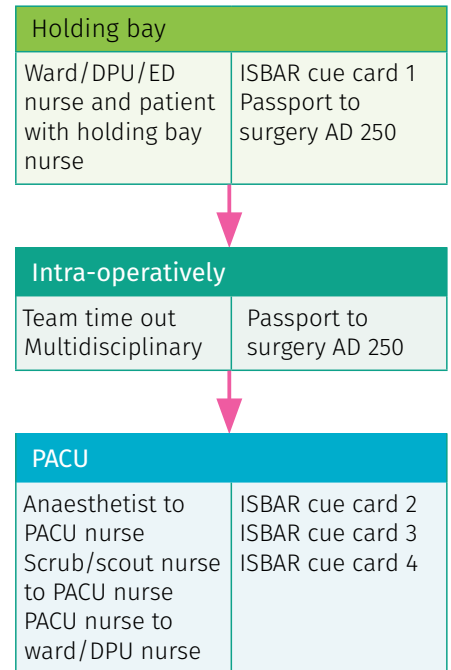 Holding bay
Ward/DPU/ED
nurse and patient
with holding bay
nurse
ISBAR cue card 1
Passport to
surgery AD 250
Intra-operatively
Team time out
Multidisciplinary
Passport to
surgery AD 250
PACU
Anaesthetist to
PACU nurse
Scrub/scout nurse
to PACU nurse
PACU nurse to
ward/DPU nurse
ISBAR cue card 2
ISBAR cue card 3
ISBAR cue card 4